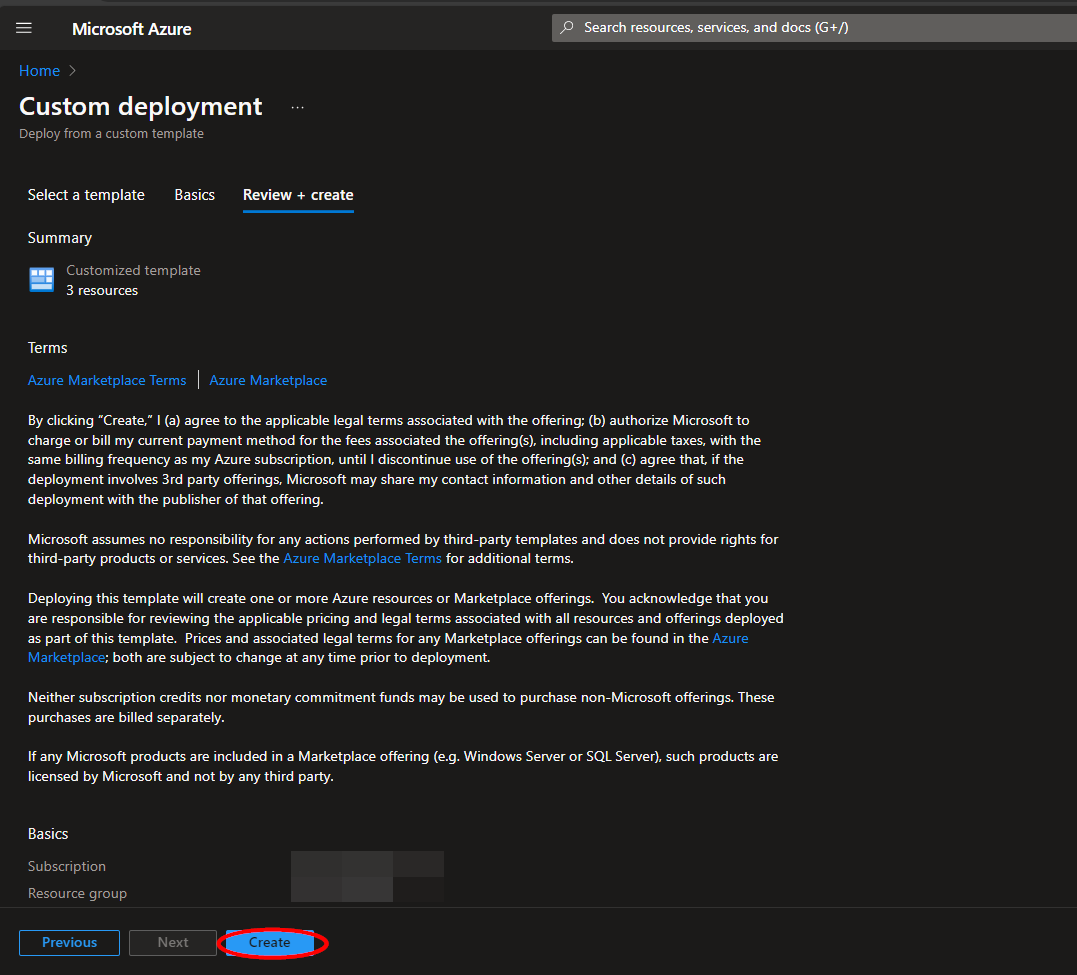 Microsoft Azure
Search resources, services, and docs (G+/)
Home
Custom deployment
...
Deploy from a custom template
Select a template Basics Review + create
Summary
Customized template
3 resources
Terms
Azure Marketplace Terms Azure Marketplace
By clicking "Create," I (a) agree to the applicable legal terms associated with the offering; (b) authorize Microsoft to
charge or bill my current payment method for the fees associated the offering(s), including applicable taxes, with the
same billing frequency as my Azure subscription, until I discontinue use of the offering(s); and (c) agree that, if the
deployment involves 3rd party offerings, Microsoft may share my contact information and other details of such
deployment with the publisher of that offering.
Microsoft assumes no responsibility for any actions performed by third-party templates and does not provide rights for
third-party products or services. See the Azure Marketplace Terms for additional terms.
Deploying this template will create one or more Azure resources or Marketplace offerings.  You acknowledge that you
are responsible for reviewing the applicable pricing and legal terms associated with all resources and offerings deployed
as part of this template.  Prices and associated legal terms for any Marketplace offerings can be found in the Azure
Marketplace; both are subject to change at any time prior to deployment.
Neither subscription credits nor monetary commitment funds may be used to purchase non-Microsoft offerings. These
purchases are billed separately.
If any Microsoft products are included in a Marketplace offering (e.g. Windows Server or SQL Server), such products are
licensed by Microsoft and not by any third party.
Basics
Subscription
Resource group
Previous Next Create